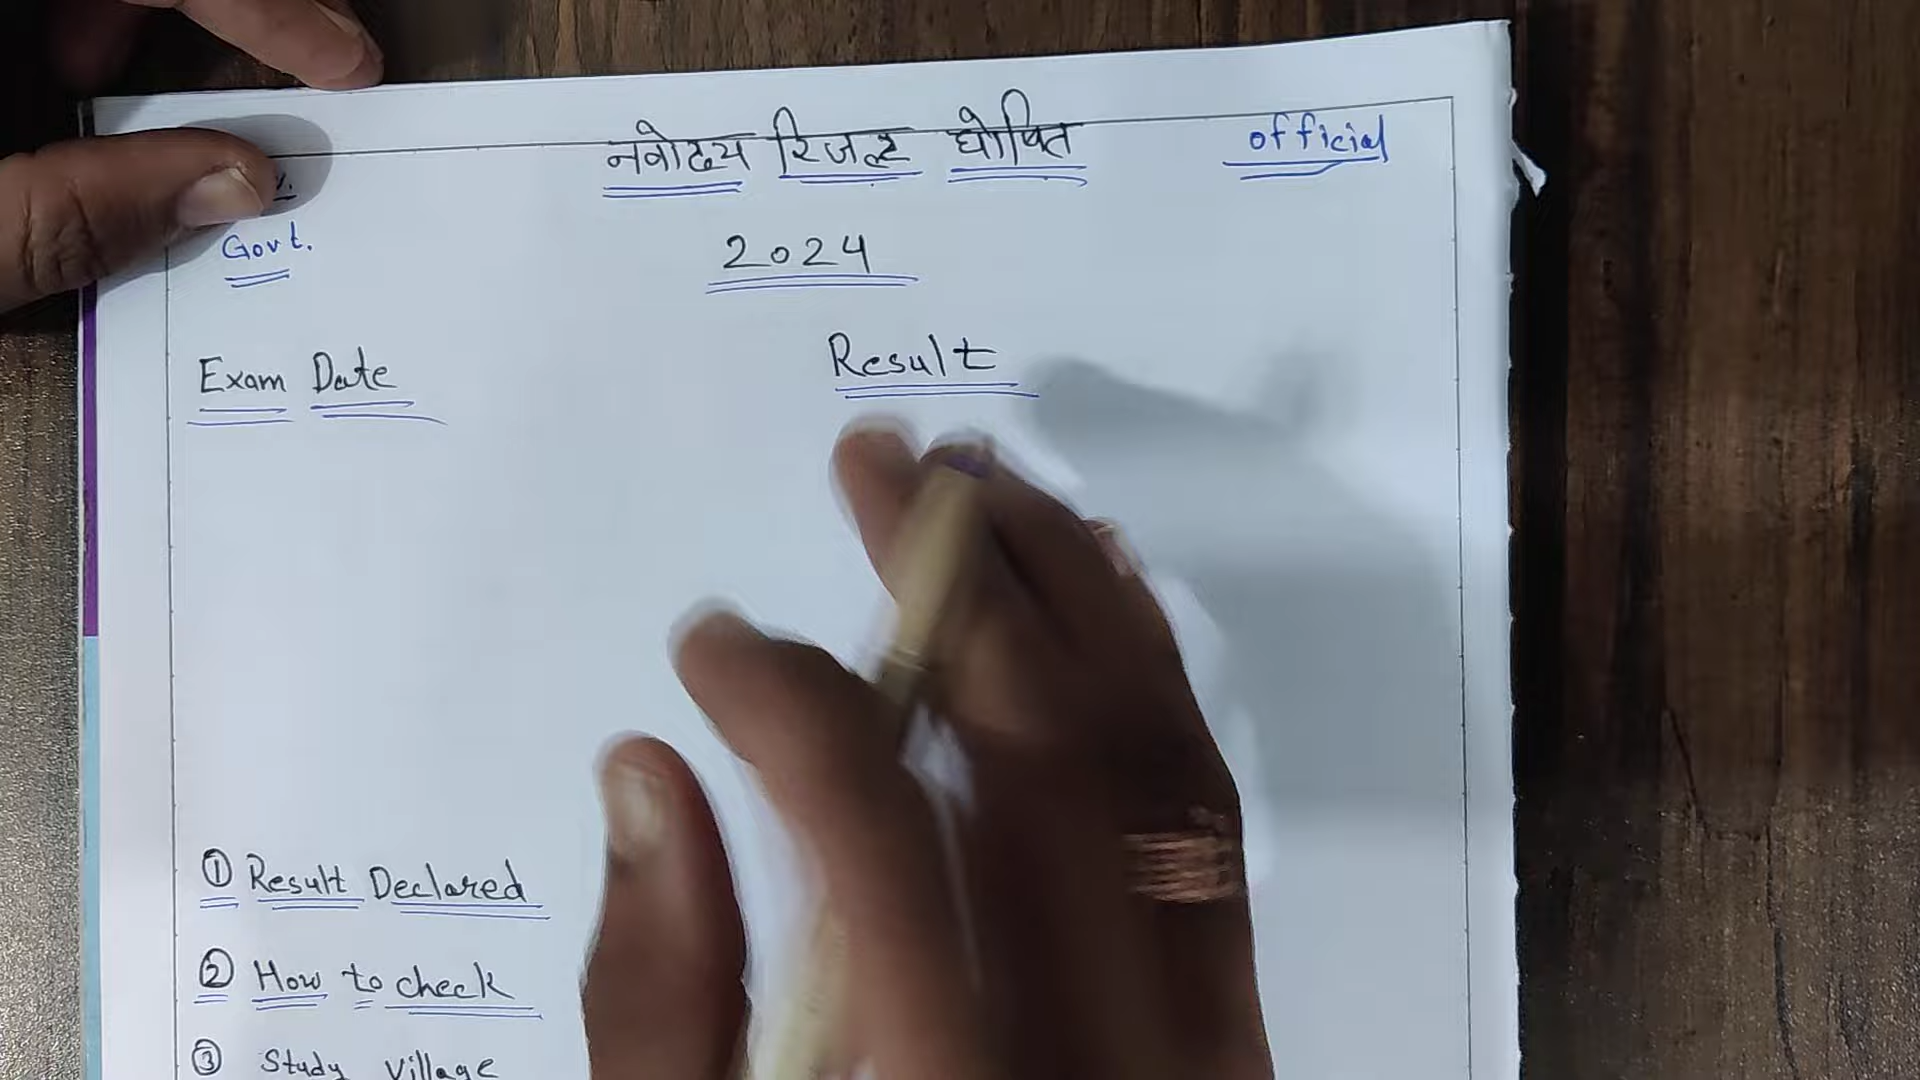 नवोदय रिजल्ट घोषित
official
Govt.
2024
Exam Date
Result
① Result Declared
② How to check
③ Study Village